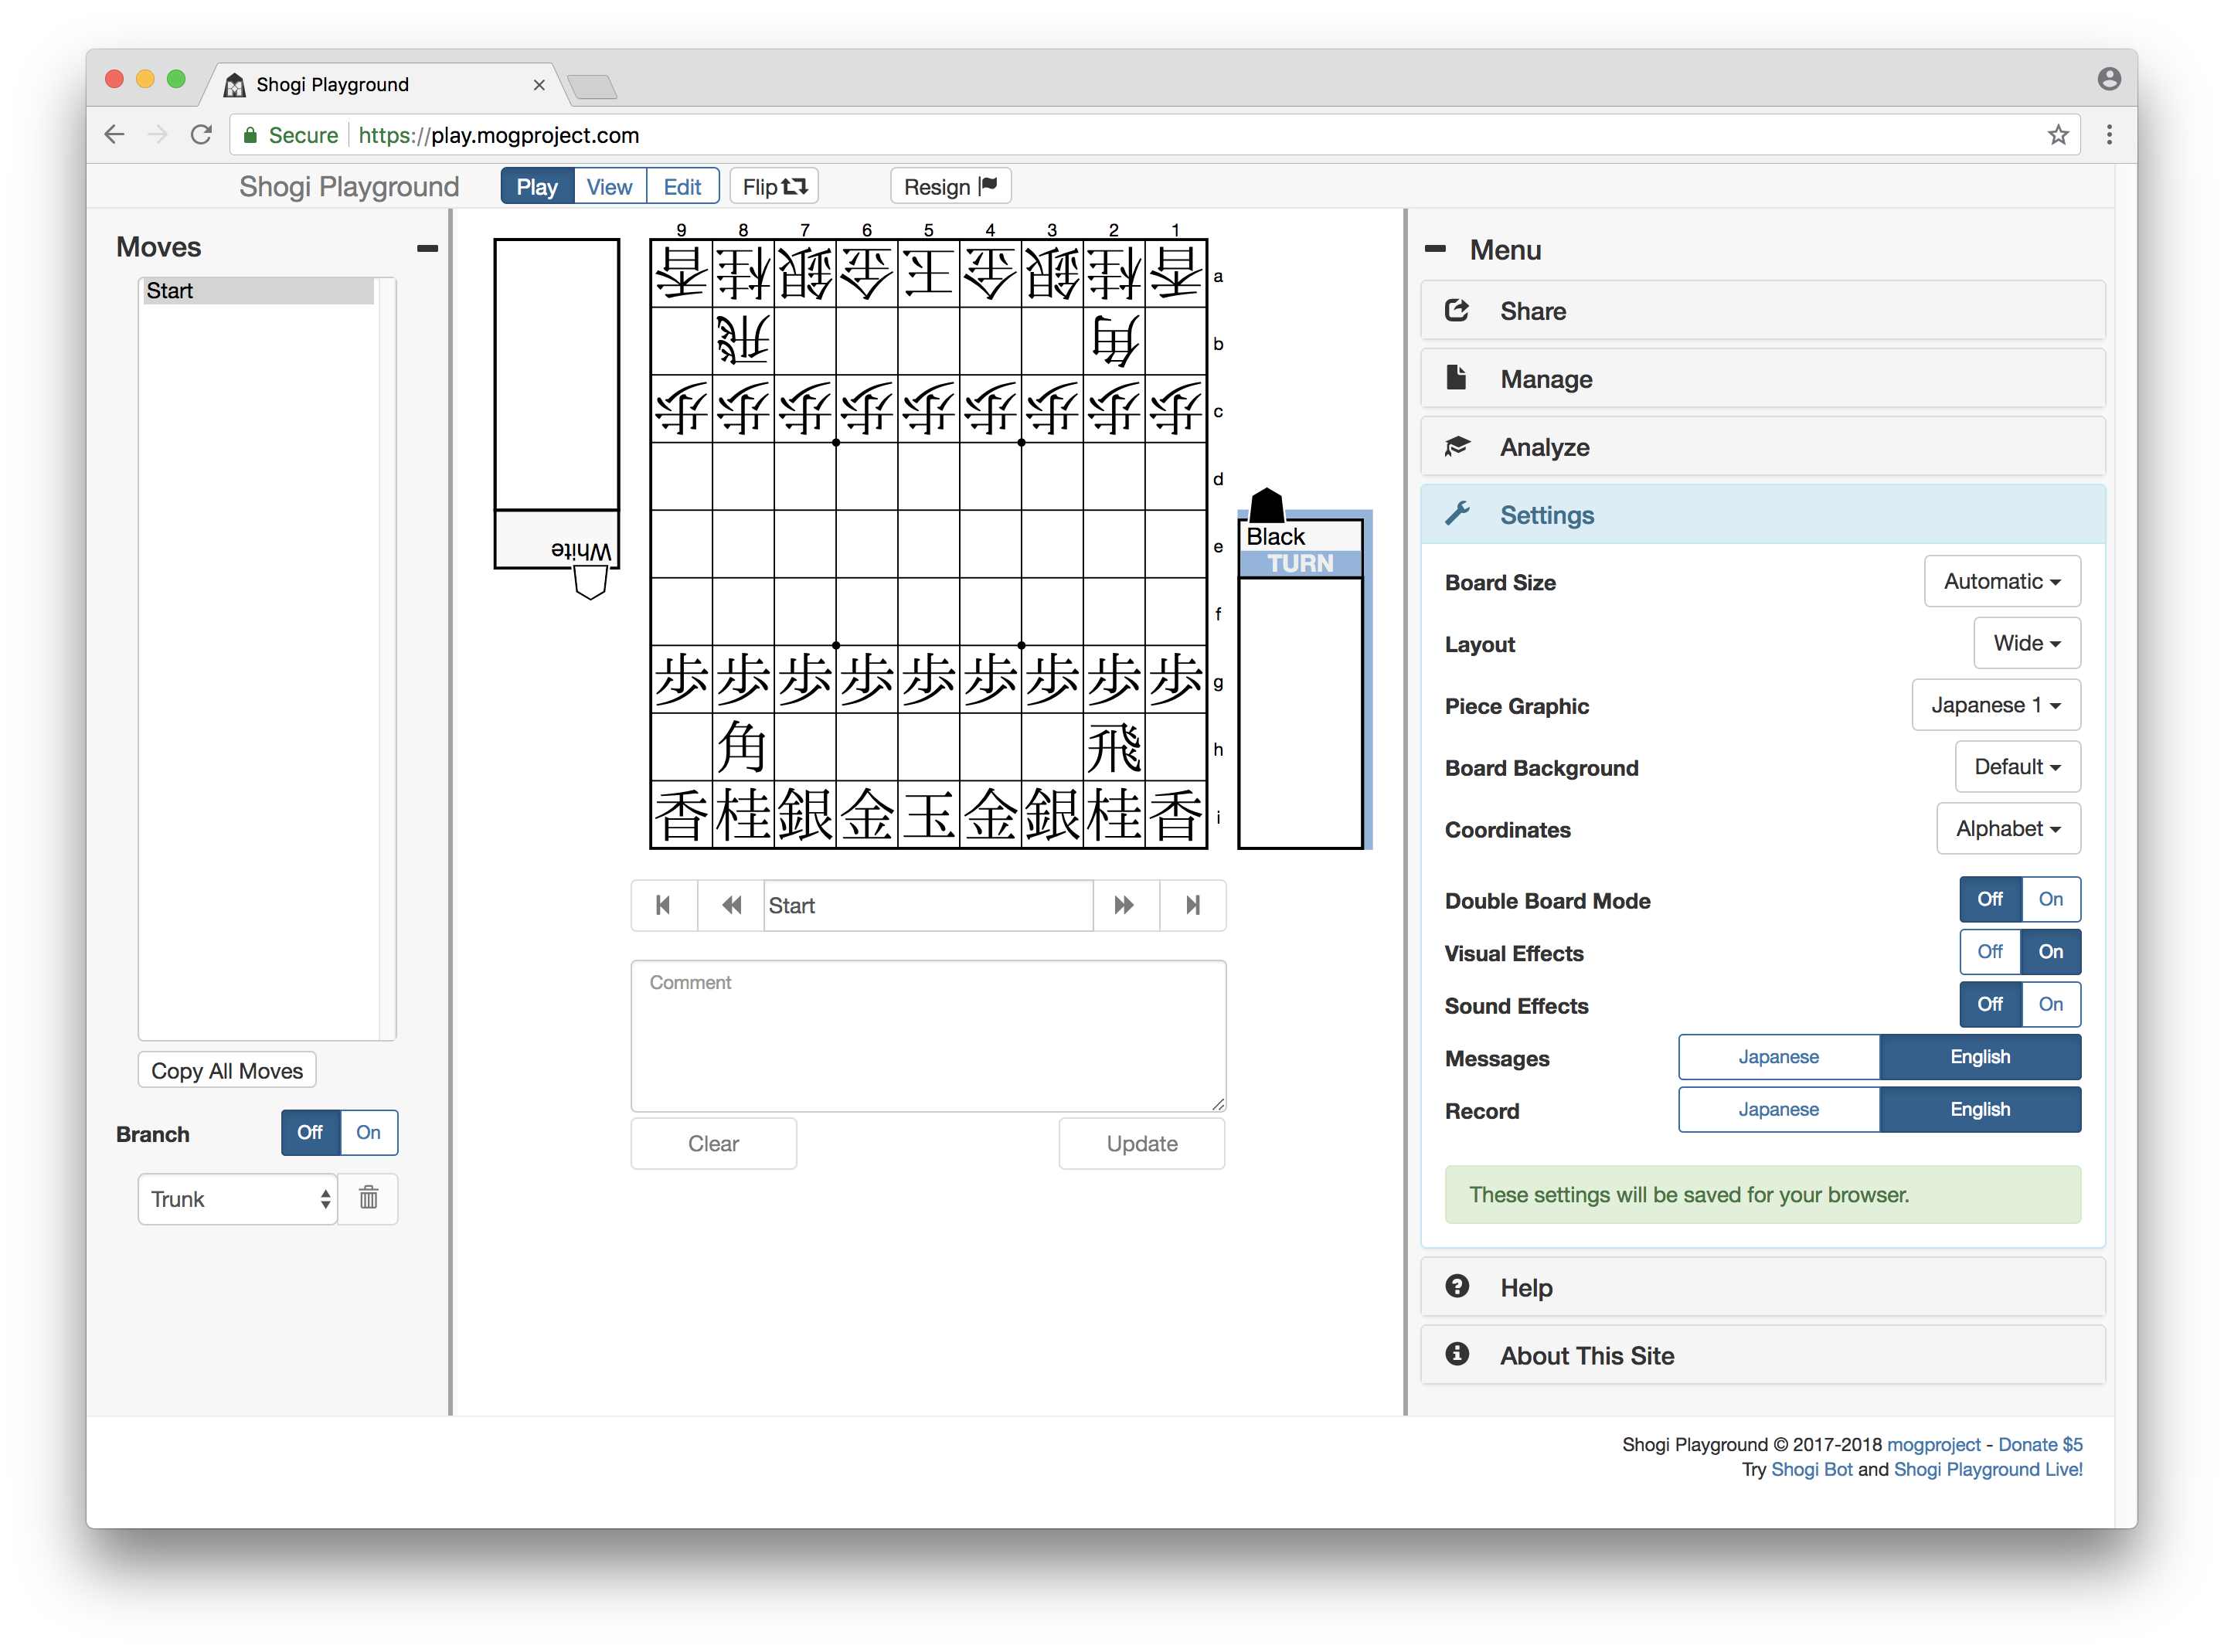 Shogi Playground
Secure https://play.mogproject.com
Shogi Playground Play View Edit Flip Resign
Moves
Start
Copy All Moves
Branch Off On
Trunk
White
9 8 7 6 5 4 3 2 1
香 桂 銀 金 玉 金 銀 桂 香 a
飛 角 b
歩 歩 歩 歩 歩 歩 歩 歩 歩 c
d
e
f
歩 歩 歩 歩 歩 歩 歩 歩 歩 g
角 飛 h
香 桂 銀 金 玉 金 銀 桂 香 i
Black
TURN
Start
Comment
Clear Update
Menu
Share
Manage
Analyze
Settings
Board Size Automatic
Layout Wide
Piece Graphic Japanese 1
Board Background Default
Coordinates Alphabet
Double Board Mode Off On
Visual Effects Off On
Sound Effects Off On
Messages Japanese English
Record Japanese English
These settings will be saved for your browser.
Help
About This Site
Shogi Playground © 2017-2018 mogproject - Donate $5
Try Shogi Bot and Shogi Playground Live!